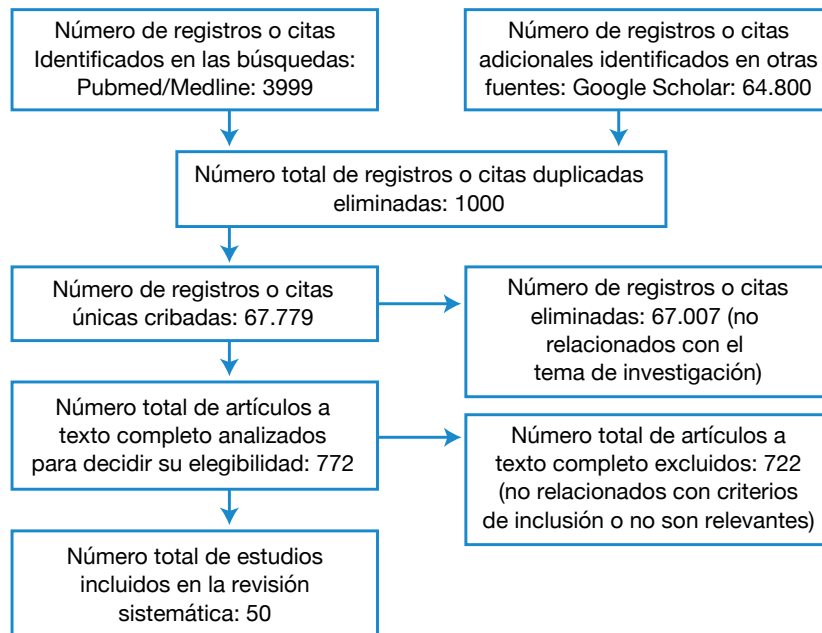 Número de registros o citas
Identificados en las búsquedas:
Pubmed/Medline: 3999
Número de registros o citas
adicionales identificados en otras
fuentes: Google Scholar: 64.800
Número total de registros o citas duplicadas
eliminadas: 1000
Número de registros o citas
únicas cribadas: 67.779
Número de registros o citas
eliminadas: 67.007 (no
relacionados con el
tema de investigación)
Número total de artículos a
texto completo analizados
para decidir su elegibilidad: 772
Número total de artículos a
texto completo excluidos: 722
(no relacionados con criterios
de inclusión o no son relevantes)
Número total de estudios
incluidos en la revisión
sistemática: 50